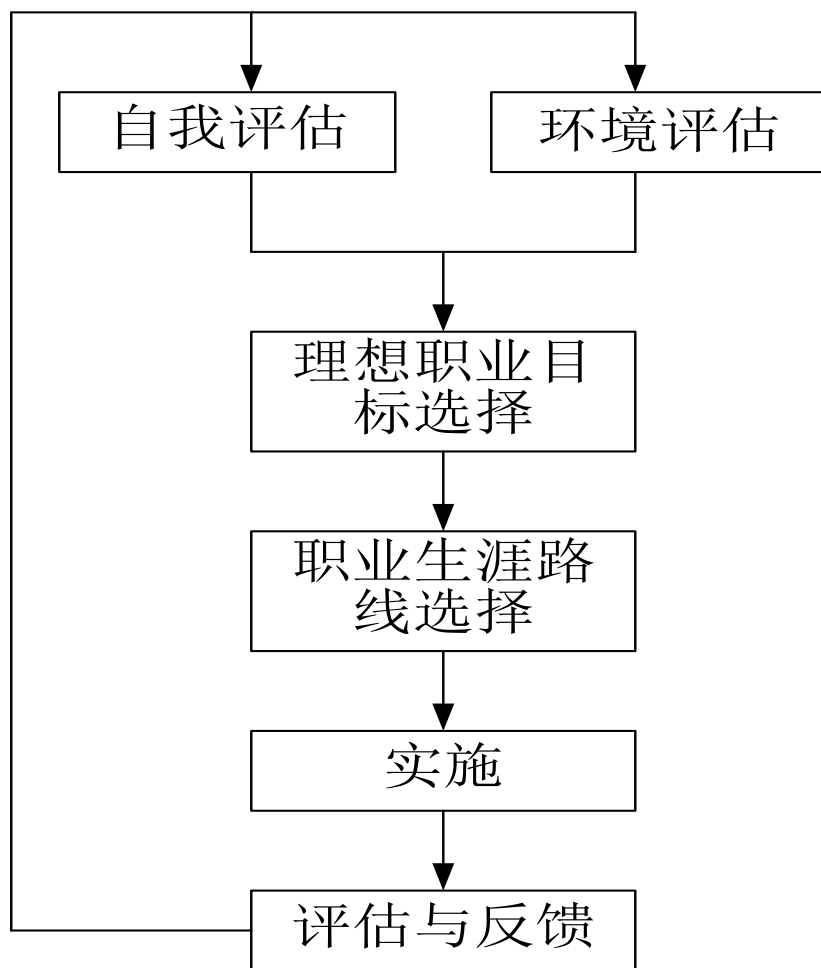 自我评估
环境评估
理想职业目
标选择
职业生涯路
线选择
实施
评估与反馈